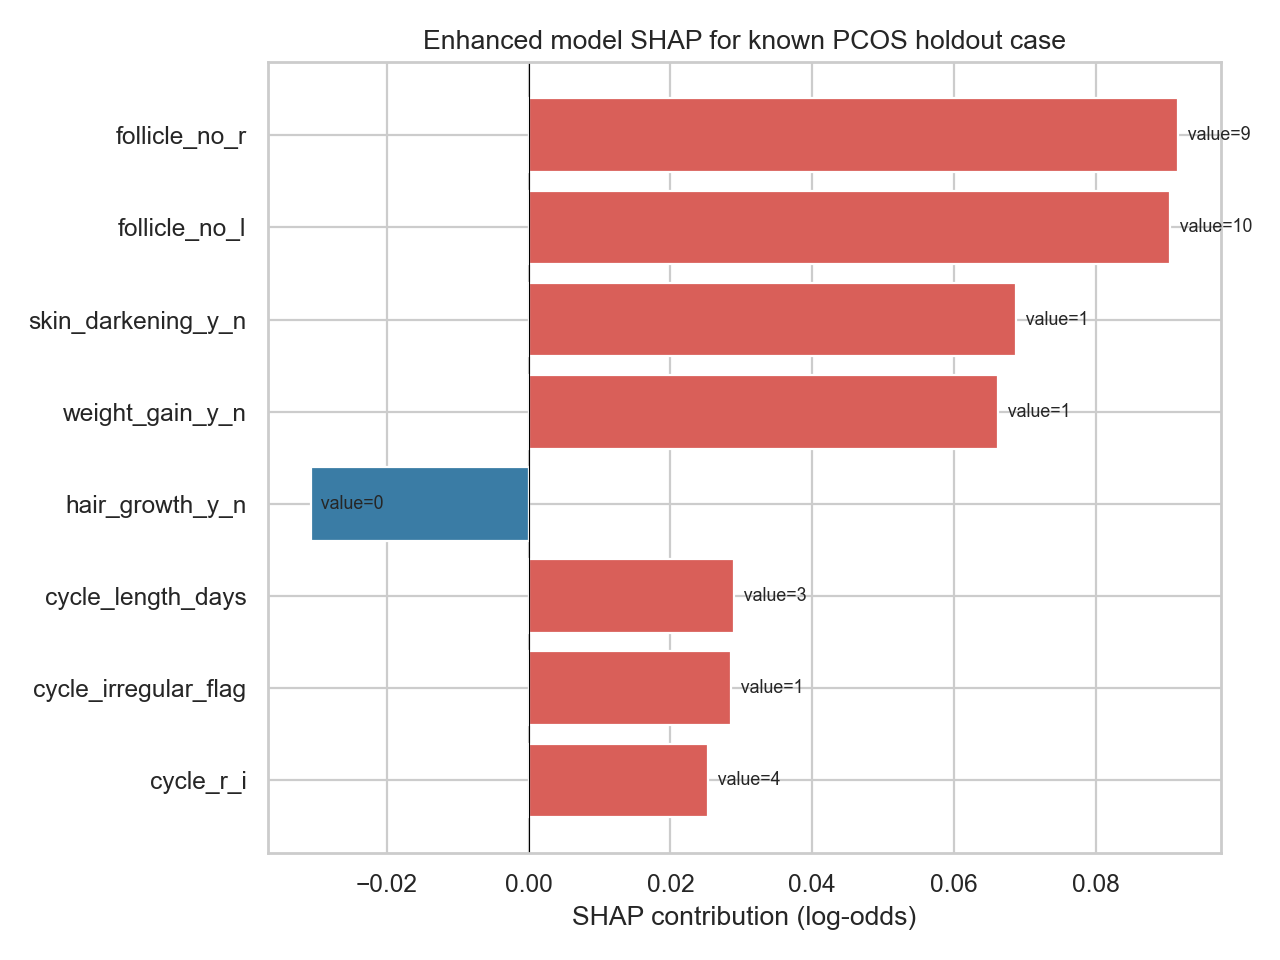 Enhanced model SHAP for known PCOS holdout case
follicle_no_r
value=9
follicle_no_l
value=10
skin_darkening_y_n
value=1
weight_gain_y_n
value=1
hair_growth_y_n
value=0
cycle_length_days
value=3
cycle_irregular_flag
value=1
cycle_r_i
value=4
−0.02 0.00 0.02 0.04 0.06 0.08
SHAP contribution (log-odds)